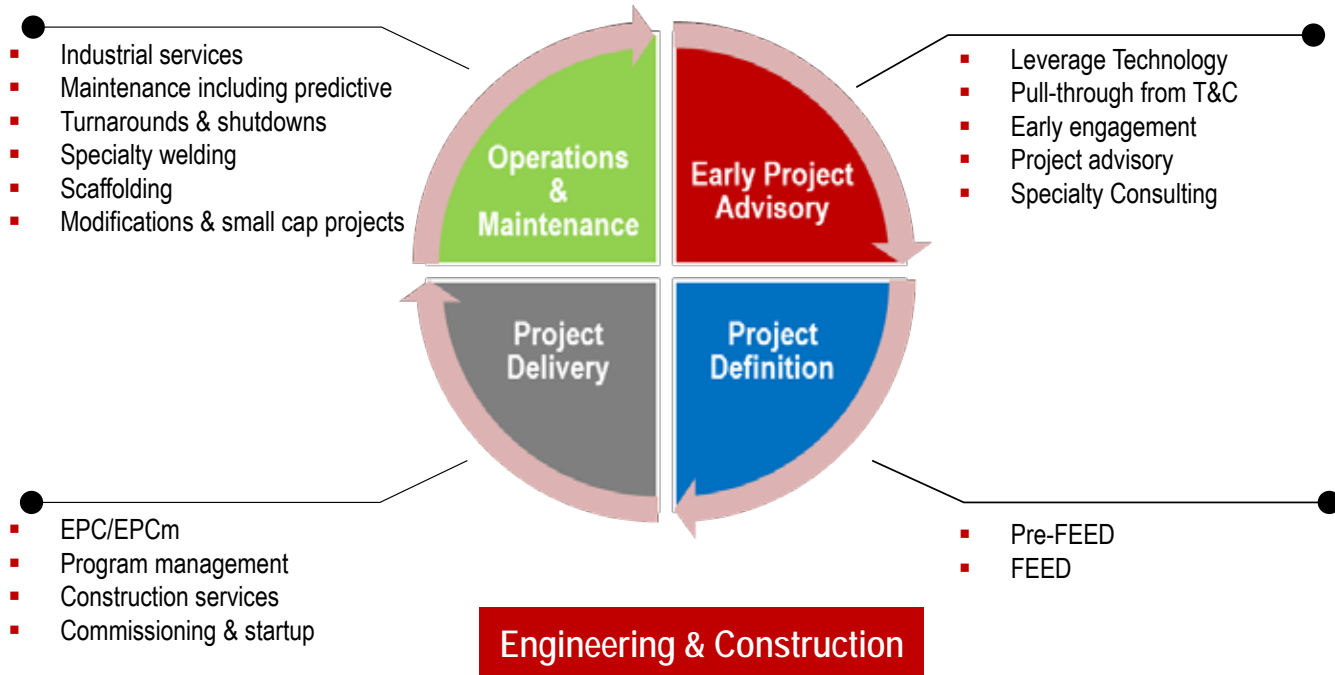 Industrial services
Maintenance including predictive
Turnarounds & shutdowns
Specialty welding
Scaffolding
Modifications & small cap projects
Operations
&
Maintenance
Early Project
Advisory
Leverage Technology
Pull-through from T&C
Early engagement
Project advisory
Specialty Consulting
Project
Delivery
Project
Definition
EPC/EPCm
Program management
Construction services
Commissioning & startup
Pre-FEED
FEED
Engineering & Construction